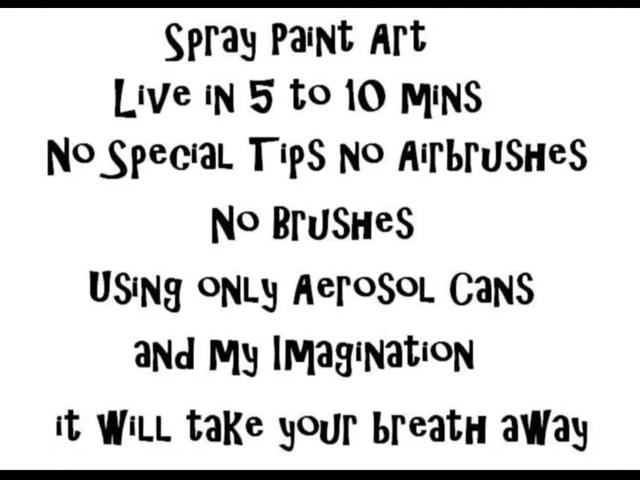 Spray Paint Art
Live in 5 to 10 Mins
No Special Tips No Airbrushes
No Brushes
Using only Aerosol Cans
and My Imagination
it Will take your breath away